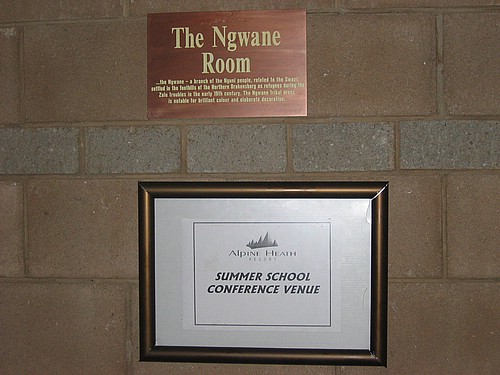 The Ngwane
Room
...the Ngwane - a branch of the Nguni people, related to the Swazi,
settled in the foothills of the Northern Drakensberg as refugees during the
Zulu troubles in the early 19th century. The Ngwane tribal dress
is notable for brilliant colour and elaborate decoration.
ALPINE HEATH
RESORT
SUMMER SCHOOL
CONFERENCE VENUE